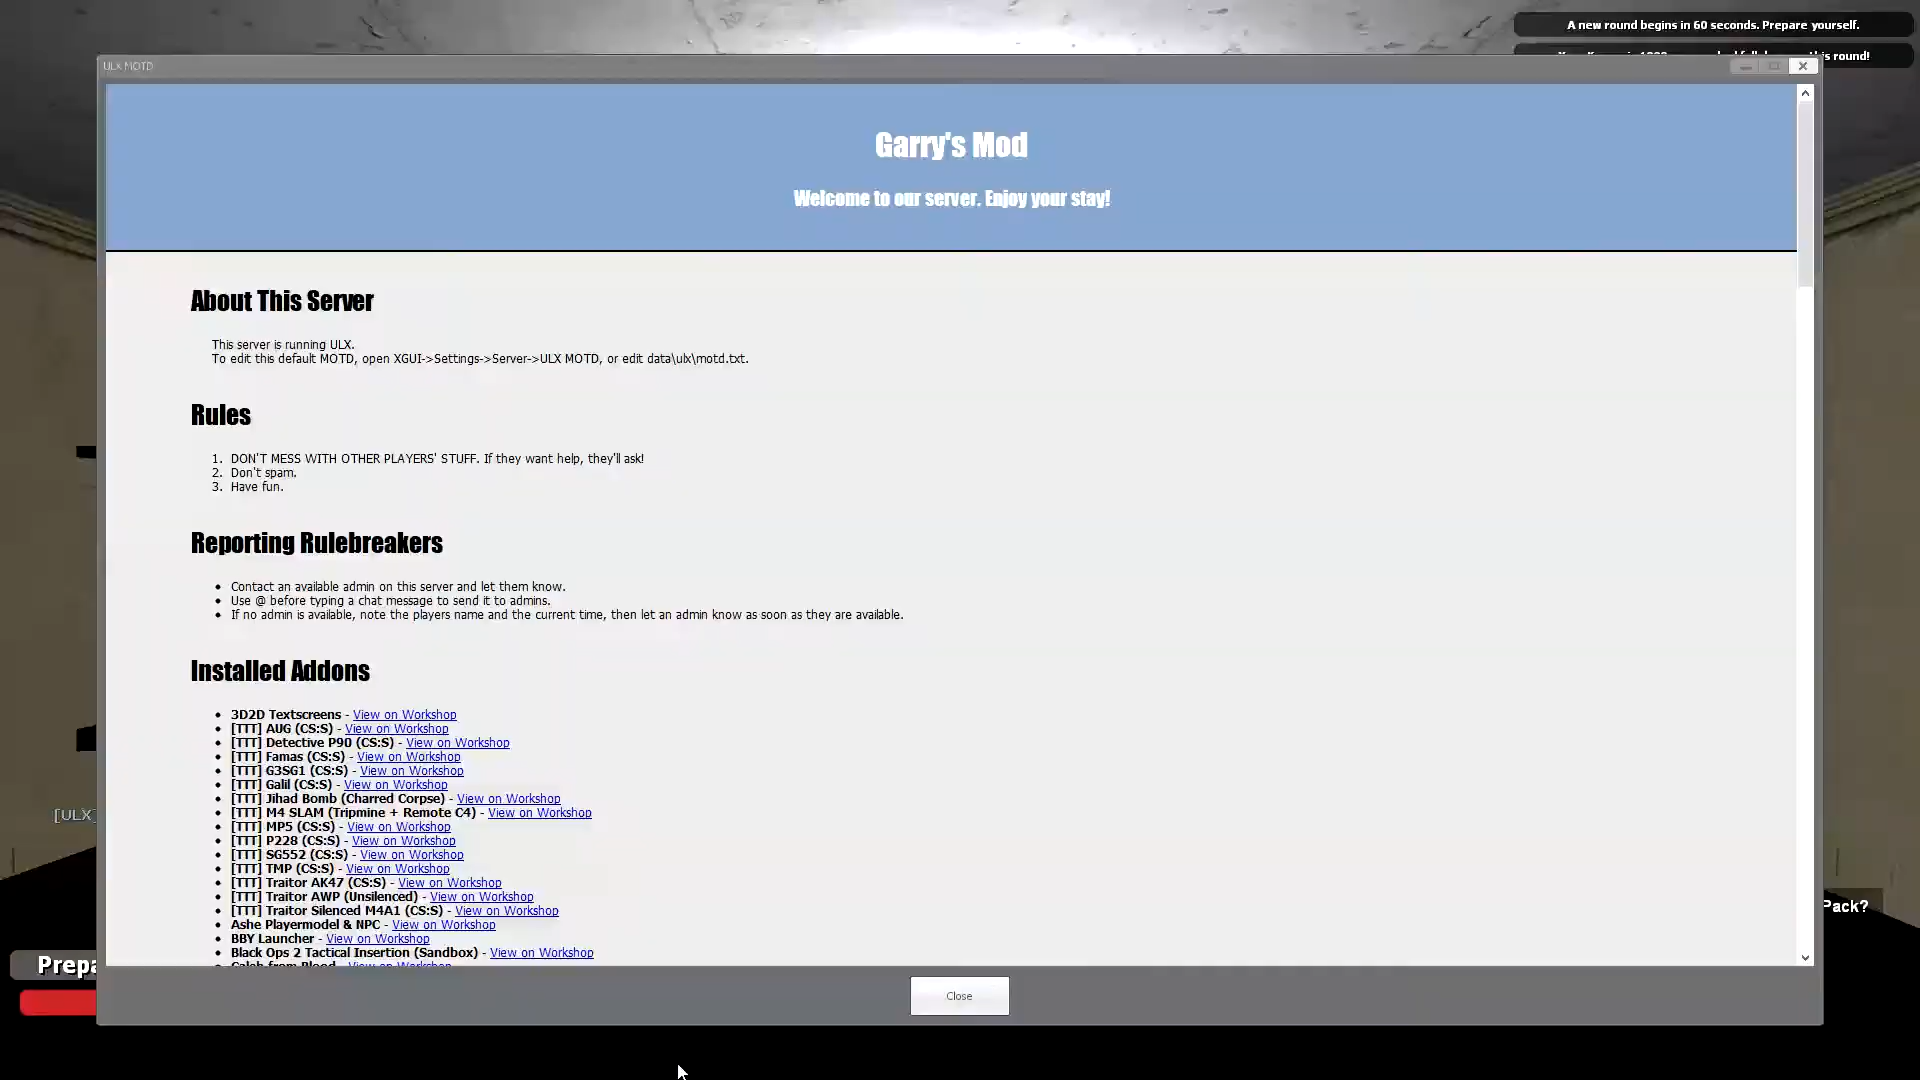 A new round begins in 60 seconds. Prepare yourself.
round!
ULX MOTD
Garry's Mod
Welcome to our server. Enjoy your stay!
About This Server
This server is running ULX.
To edit this default MOTD, open XGUI->Settings->Server->ULX MOTD, or edit data\ulx\motd.txt.
Rules
1. DON'T MESS WITH OTHER PLAYERS' STUFF. If they want help, they'll ask!
2. Don't spam.
3. Have fun.
Reporting Rulebreakers
• Contact an available admin on this server and let them know.
• Use @ before typing a chat message to send it to admins.
• If no admin is available, note the players name and the current time, then let an admin know as soon as they are available.
Installed Addons
• 3D2D Textscreens - View on Workshop
• [TTT] AUG (CS:S) - View on Workshop
• [TTT] Detective P90 (CS:S) - View on Workshop
• [TTT] Famas (CS:S) - View on Workshop
• [TTT] G3SG1 (CS:S) - View on Workshop
• [TTT] Galil (CS:S) - View on Workshop
• [TTT] Jihad Bomb (Charred Corpse) - View on Workshop
• [TTT] M4 SLAM (Tripmine + Remote C4) - View on Workshop
• [TTT] MP5 (CS:S) - View on Workshop
• [TTT] P228 (CS:S) - View on Workshop
• [TTT] SG552 (CS:S) - View on Workshop
• [TTT] TMP (CS:S) - View on Workshop
• [TTT] Traitor AK47 (CS:S) - View on Workshop
• [TTT] Traitor AWP (Unsilenced) - View on Workshop
• [TTT] Traitor Silenced M4A1 (CS:S) - View on Workshop
• Ashe Playermodel & NPC - View on Workshop
• BBY Launcher - View on Workshop
• Black Ops 2 Tactical Insertion (Sandbox) - View on Workshop
• Caleb from Blood - View on Workshop
[ULX]
Pack?
Prepa
Close